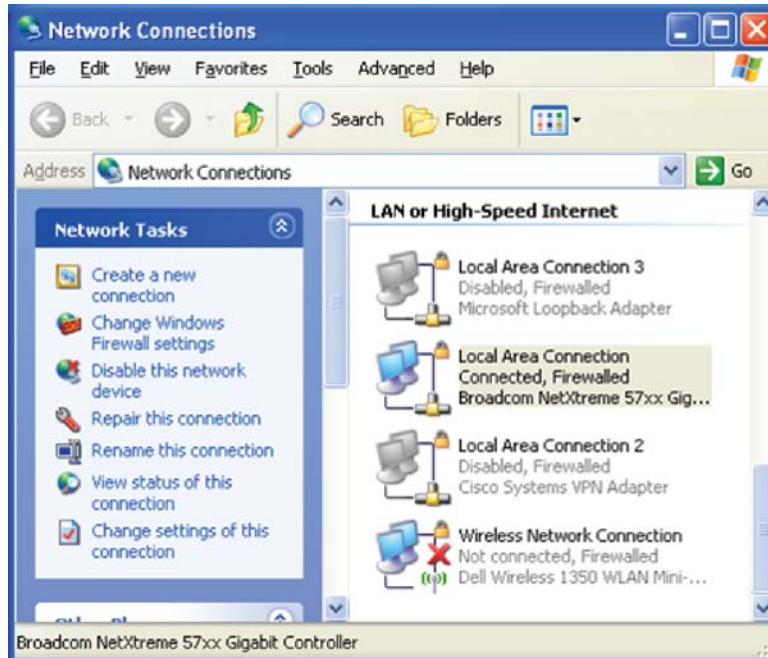 Network Connections
File Edit View Favorites Tools Advanced Help
Back Search Folders
Address Network Connections Go
Network Tasks
Create a new
connection
Change Windows
Firewall settings
Disable this network
device
Repair this connection
Rename this connection
View status of this
connection
Change settings of this
connection
LAN or High-Speed Internet
Local Area Connection 3
Disabled, Firewalled
Microsoft Loopback Adapter
Local Area Connection
Connected, Firewalled
Broadcom NetXtreme 57xx Gig...
Local Area Connection 2
Disabled, Firewalled
Cisco Systems VPN Adapter
Wireless Network Connection
Not connected, Firewalled
Dell Wireless 1350 WLAN Mini-...
Broadcom NetXtreme 57xx Gigabit Controller